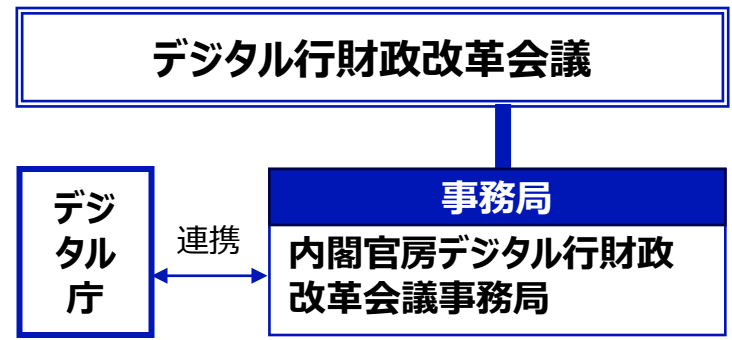 デジタル行財政改革会議
デジ
タル
庁
連携
事務局
内閣官房デジタル行財政
改革会議事務局